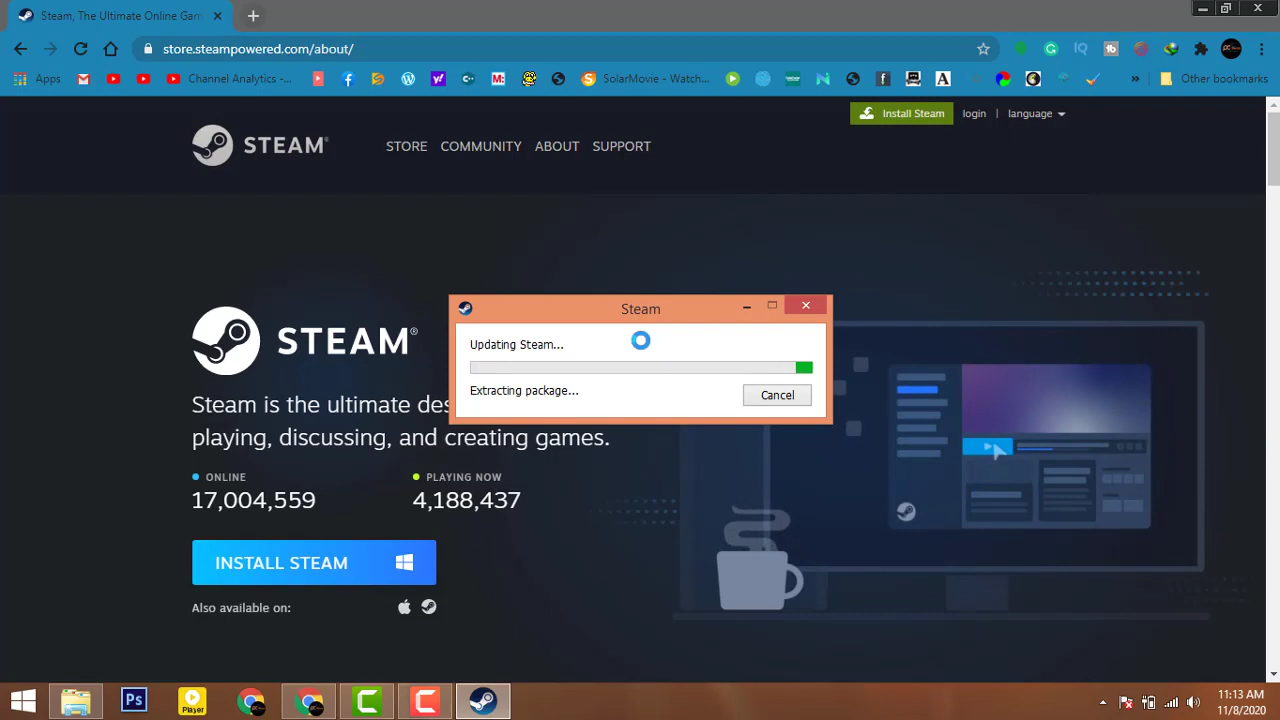 Steam, The Ultimate Online Gam
store.steampowered.com/about/
Apps
Channel Analytics -...
SolarMovie - Watch...
Other bookmarks
Install Steam
login | language
STEAM®
STORE COMMUNITY ABOUT SUPPORT
Steam
Updating Steam...
Extracting package...
Cancel
STEAM®
Steam is the ultimate des
playing, discussing, and creating games.
ONLINE
17,004,559
PLAYING NOW
4,188,437
INSTALL STEAM
Also available on:
Ps
Player
11:13 AM
11/8/2020